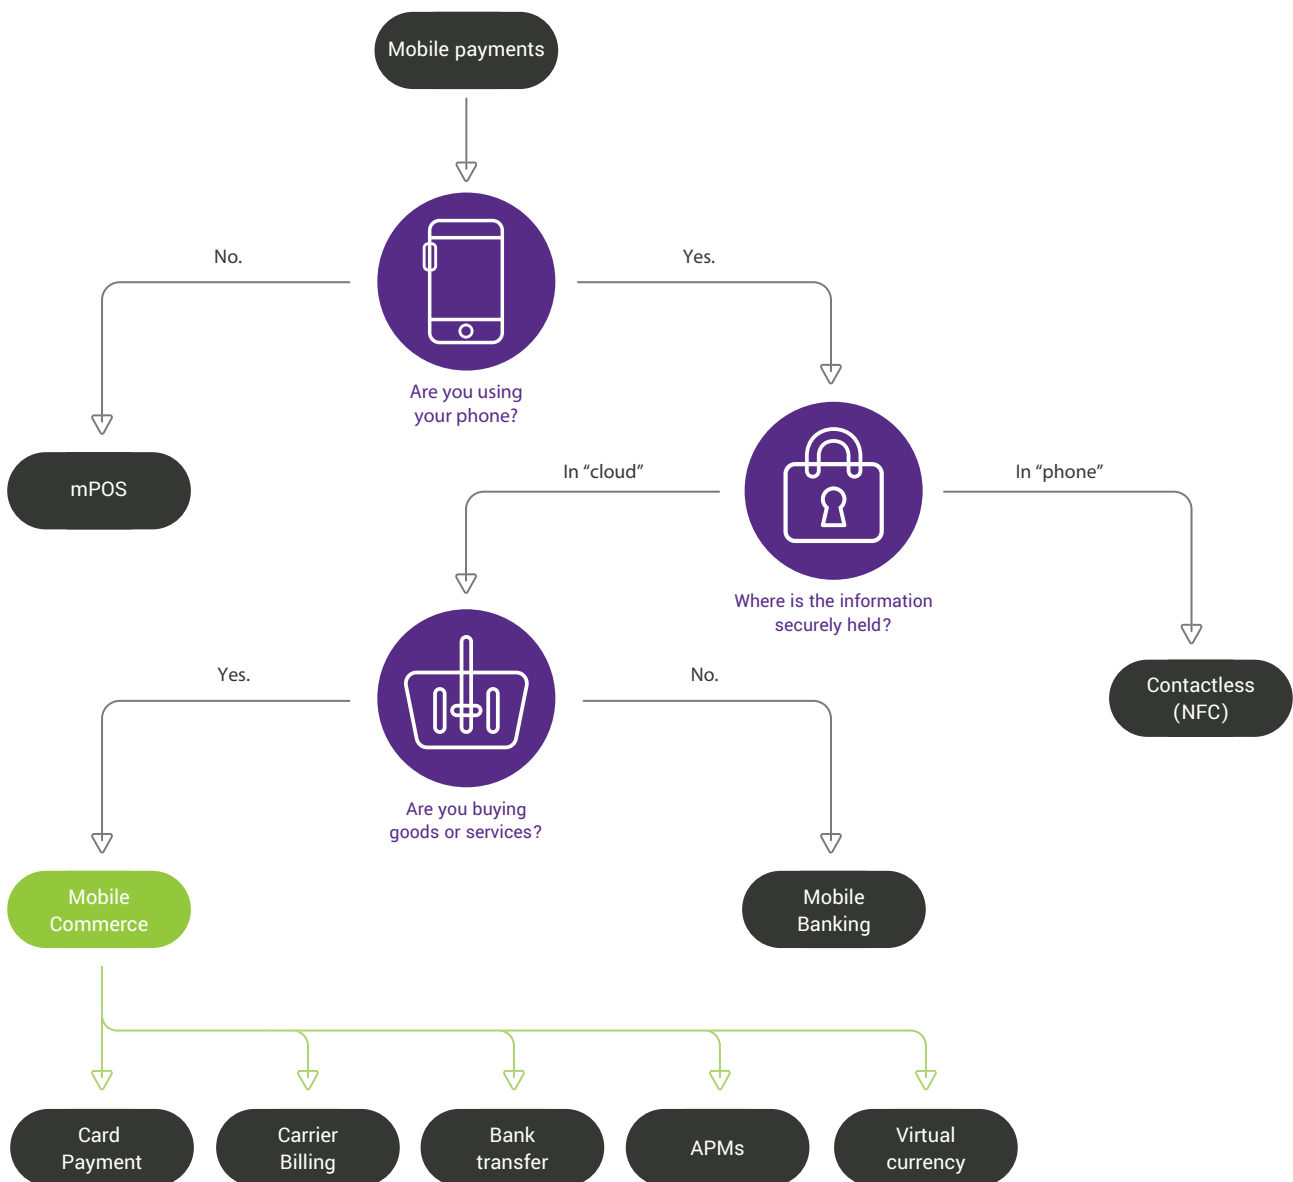 Mobile payments
No.
Yes.
Are you using
your phone?
In “cloud”
In “phone”
mPOS
Where is the information
securely held?
Yes.
No.
Contactless
(NFC)
Are you buying
goods or services?
Mobile
Commerce
Mobile
Banking
Card
Payment
Carrier
Billing
Bank
transfer
APMs
Virtual
currency